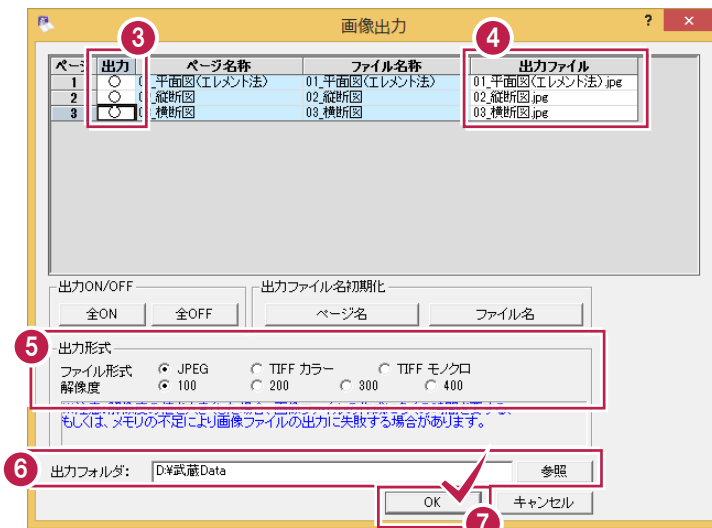 画像出力 ? ×
3 4
ページ 出力 ページ名称 ファイル名称 出力ファイル
1 ○ 01_平面図(エレメント法) 01_平面図(エレメント法) 01_平面図(エレメント法).jpg
2 ○ 02_縦断図 02_縦断図 02_縦断図.jpg
3 ○ 03_横断図 03_横断図 03_横断図.jpg
出力ON/OFF 出力ファイル名初期化
全ON 全OFF ページ名 ファイル名
5
出力形式
ファイル形式 JPEG TIFF カラー TIFF モノクロ
解像度 100 200 300 400
もしくは、メモリの不足により画像ファイルの出力に失敗する場合があります。
6 出力フォルダ: D:¥武蔵Data 参照
OK キャンセル
7